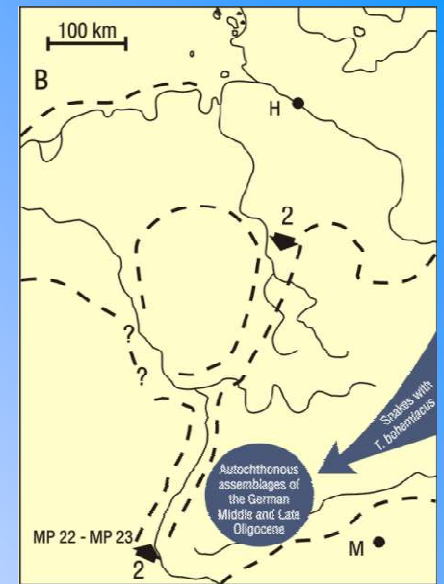 100 km
B
H
2
?
?
Snakes with
T. bohemiacus
Autochthonous
assemblages of
the German
Middle and Late
Oligocene
MP 22 - MP 23
2
M